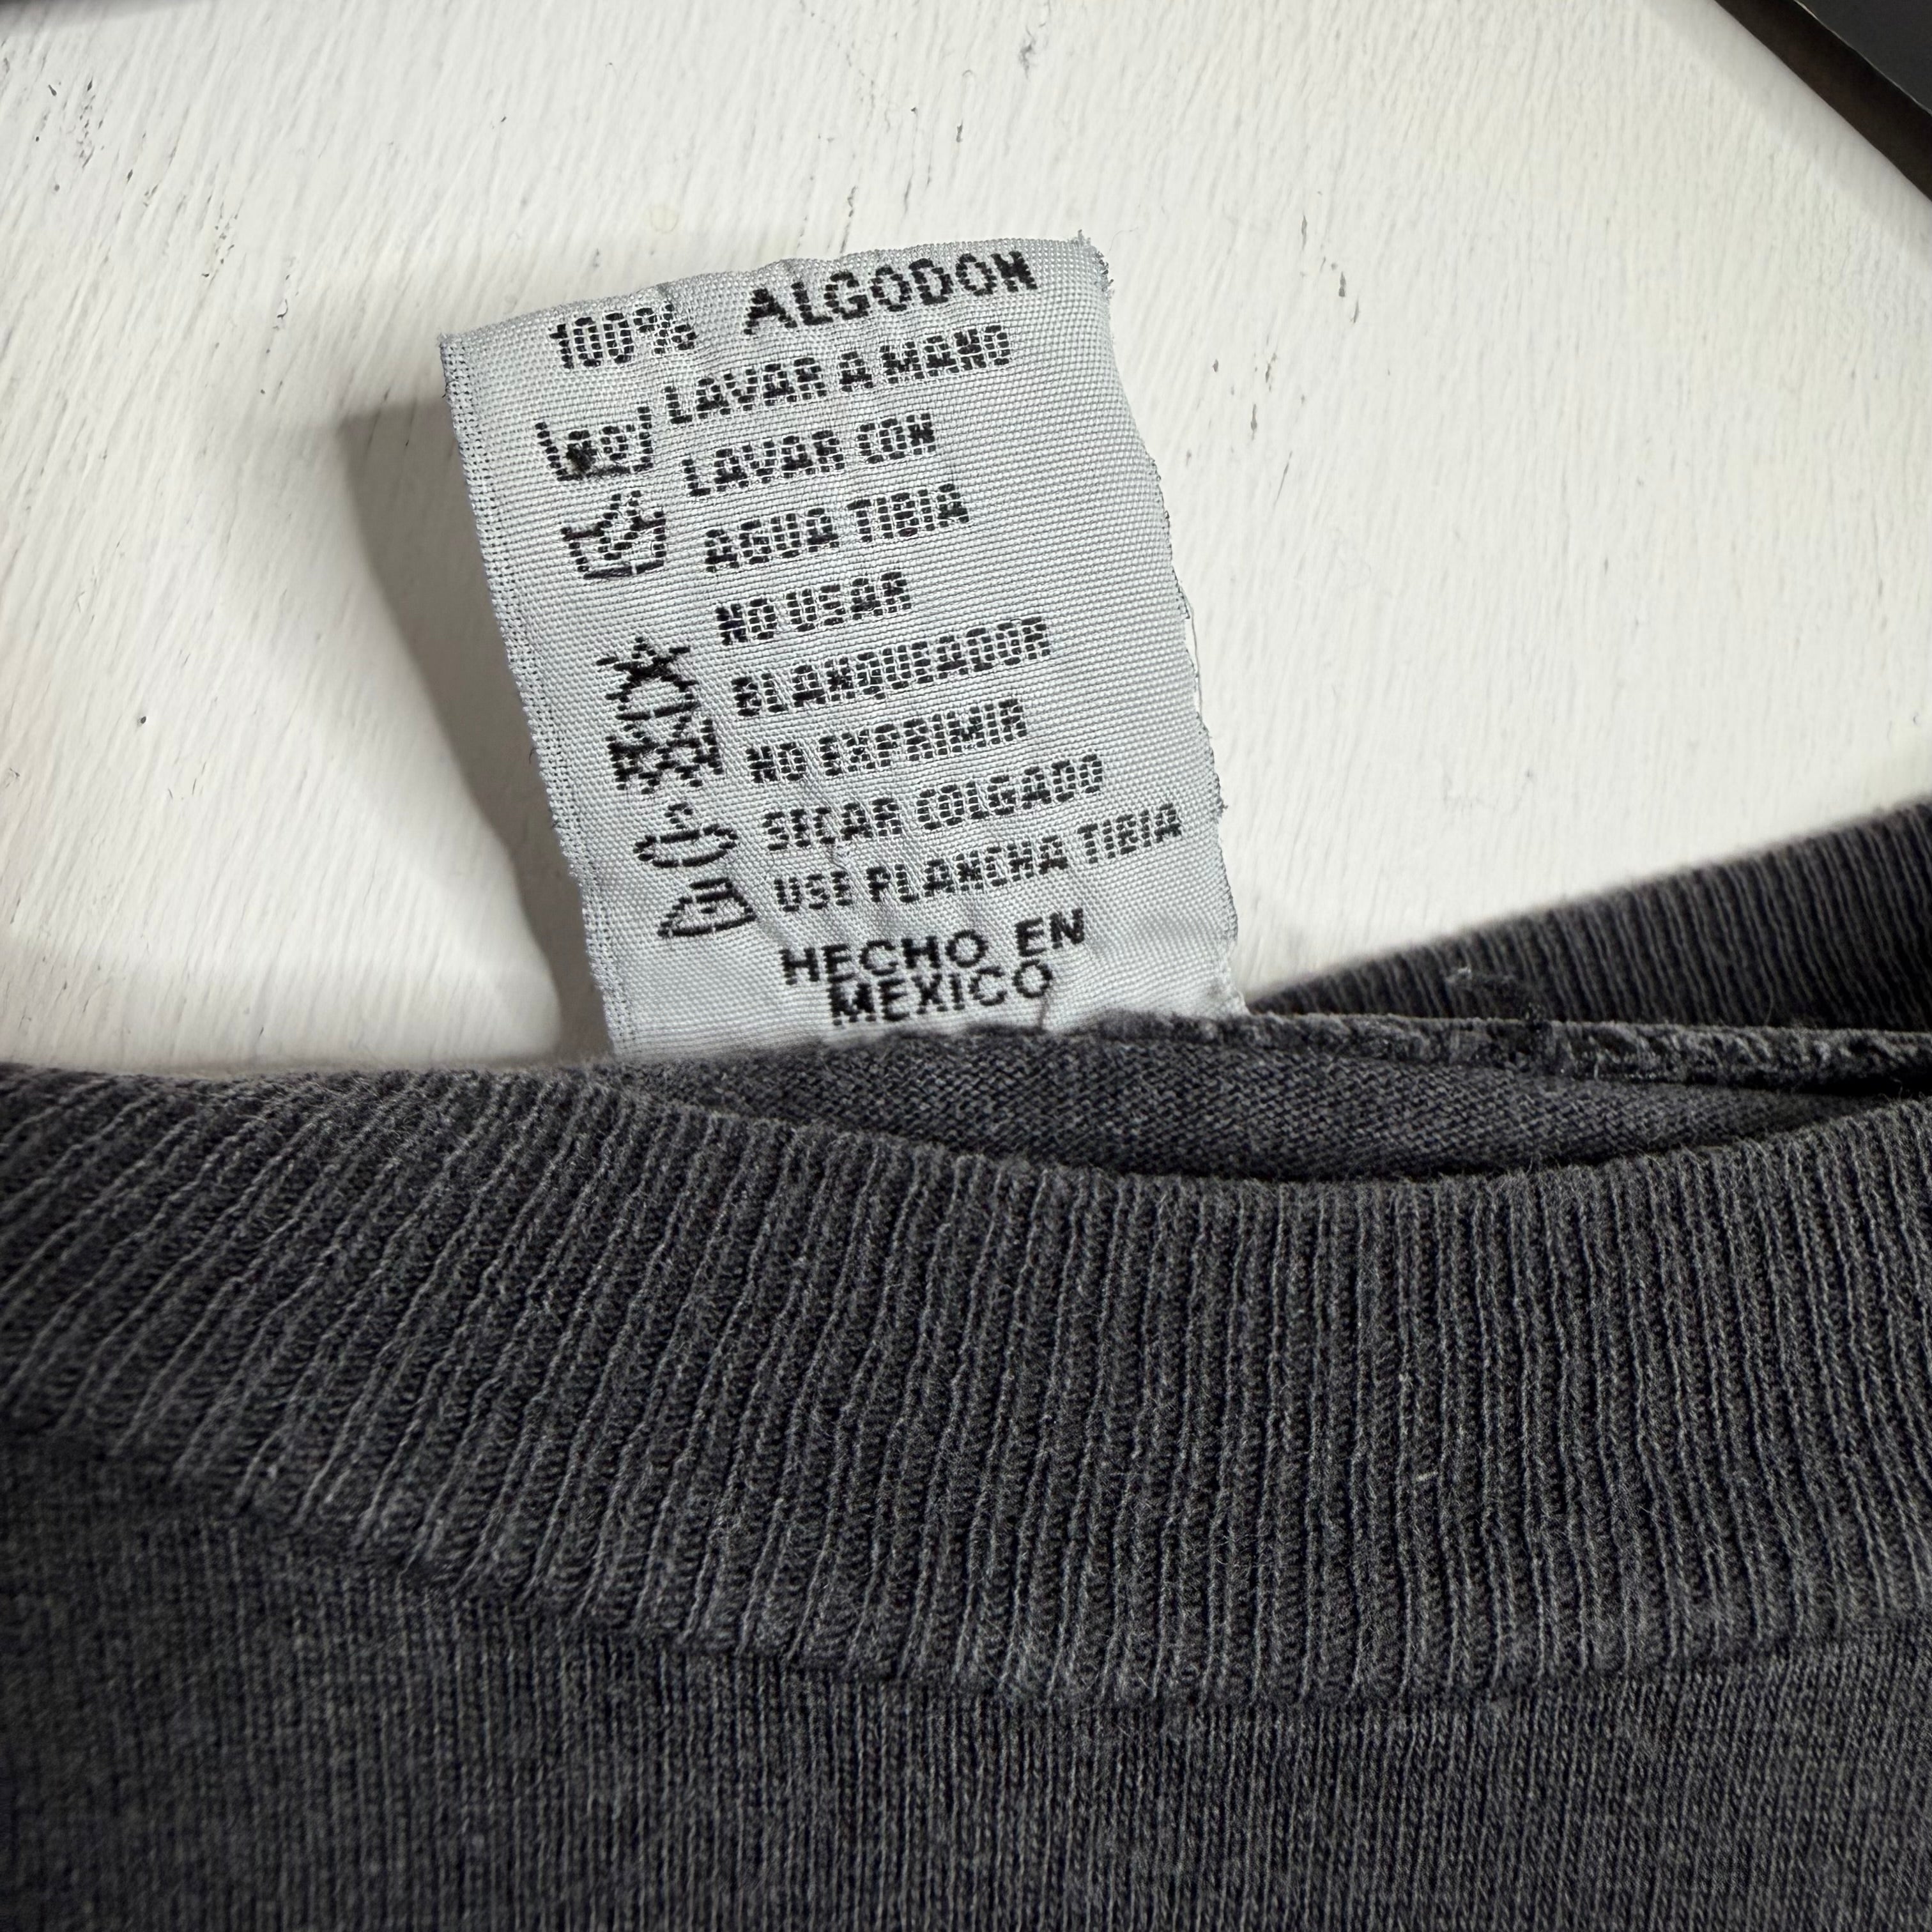 100% ALGODON
LAVAR A MANO
LAVAR CON
AGUA TIBIA
NO USAR
BLANQUEADOR
NO EXPRIMIR
SECAR COLGADO
USE PLANCHA TIBIA
HECHO EN
MEXICO